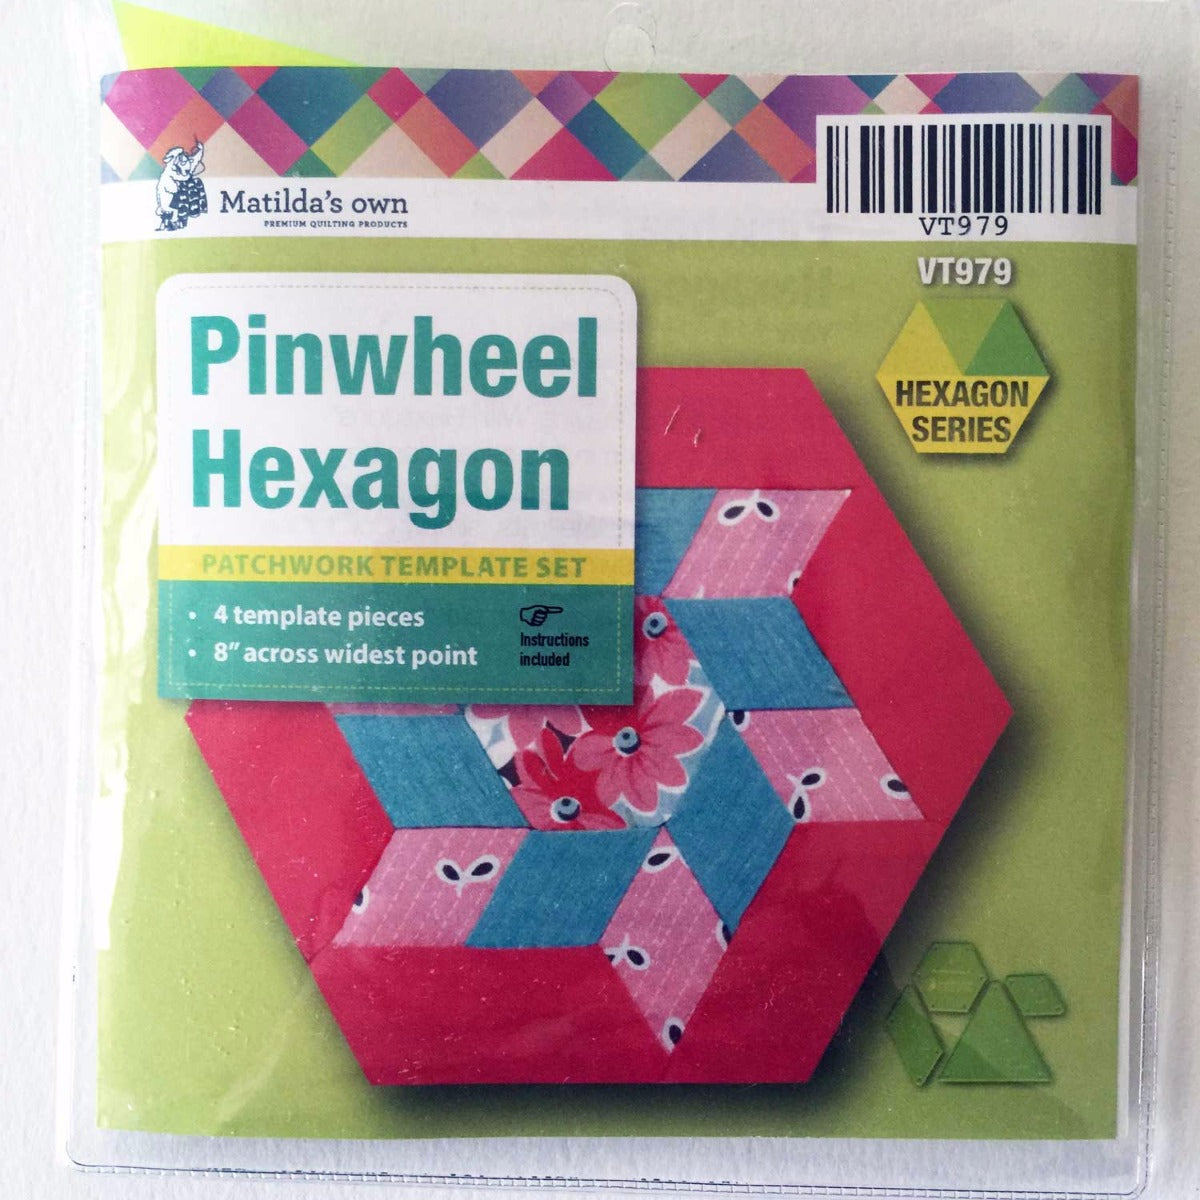 Matilda's own
PREMIUM QUILTING PRODUCTS
VT979
VT979
HEXAGON
SERIES
Pinwheel
Hexagon
PATCHWORK TEMPLATE SET
• 4 template pieces
• 8" across widest point
Instructions
included